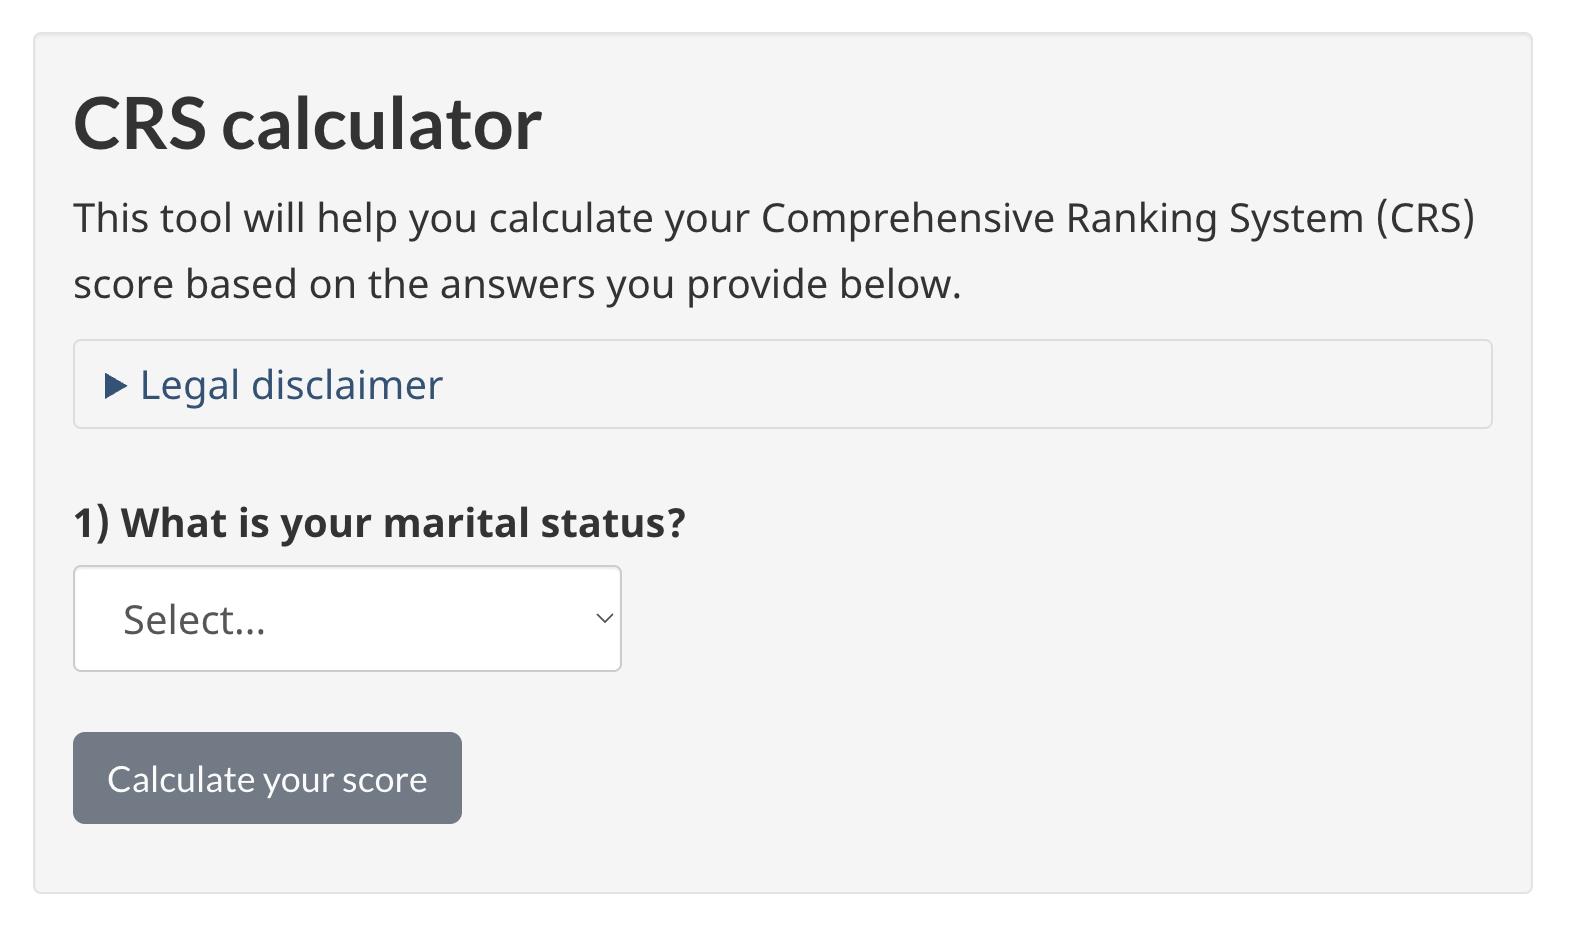 CRS calculator
This tool will help you calculate your Comprehensive Ranking System (CRS)
score based on the answers you provide below.
Legal disclaimer
1) What is your marital status?
Select...
Calculate your score